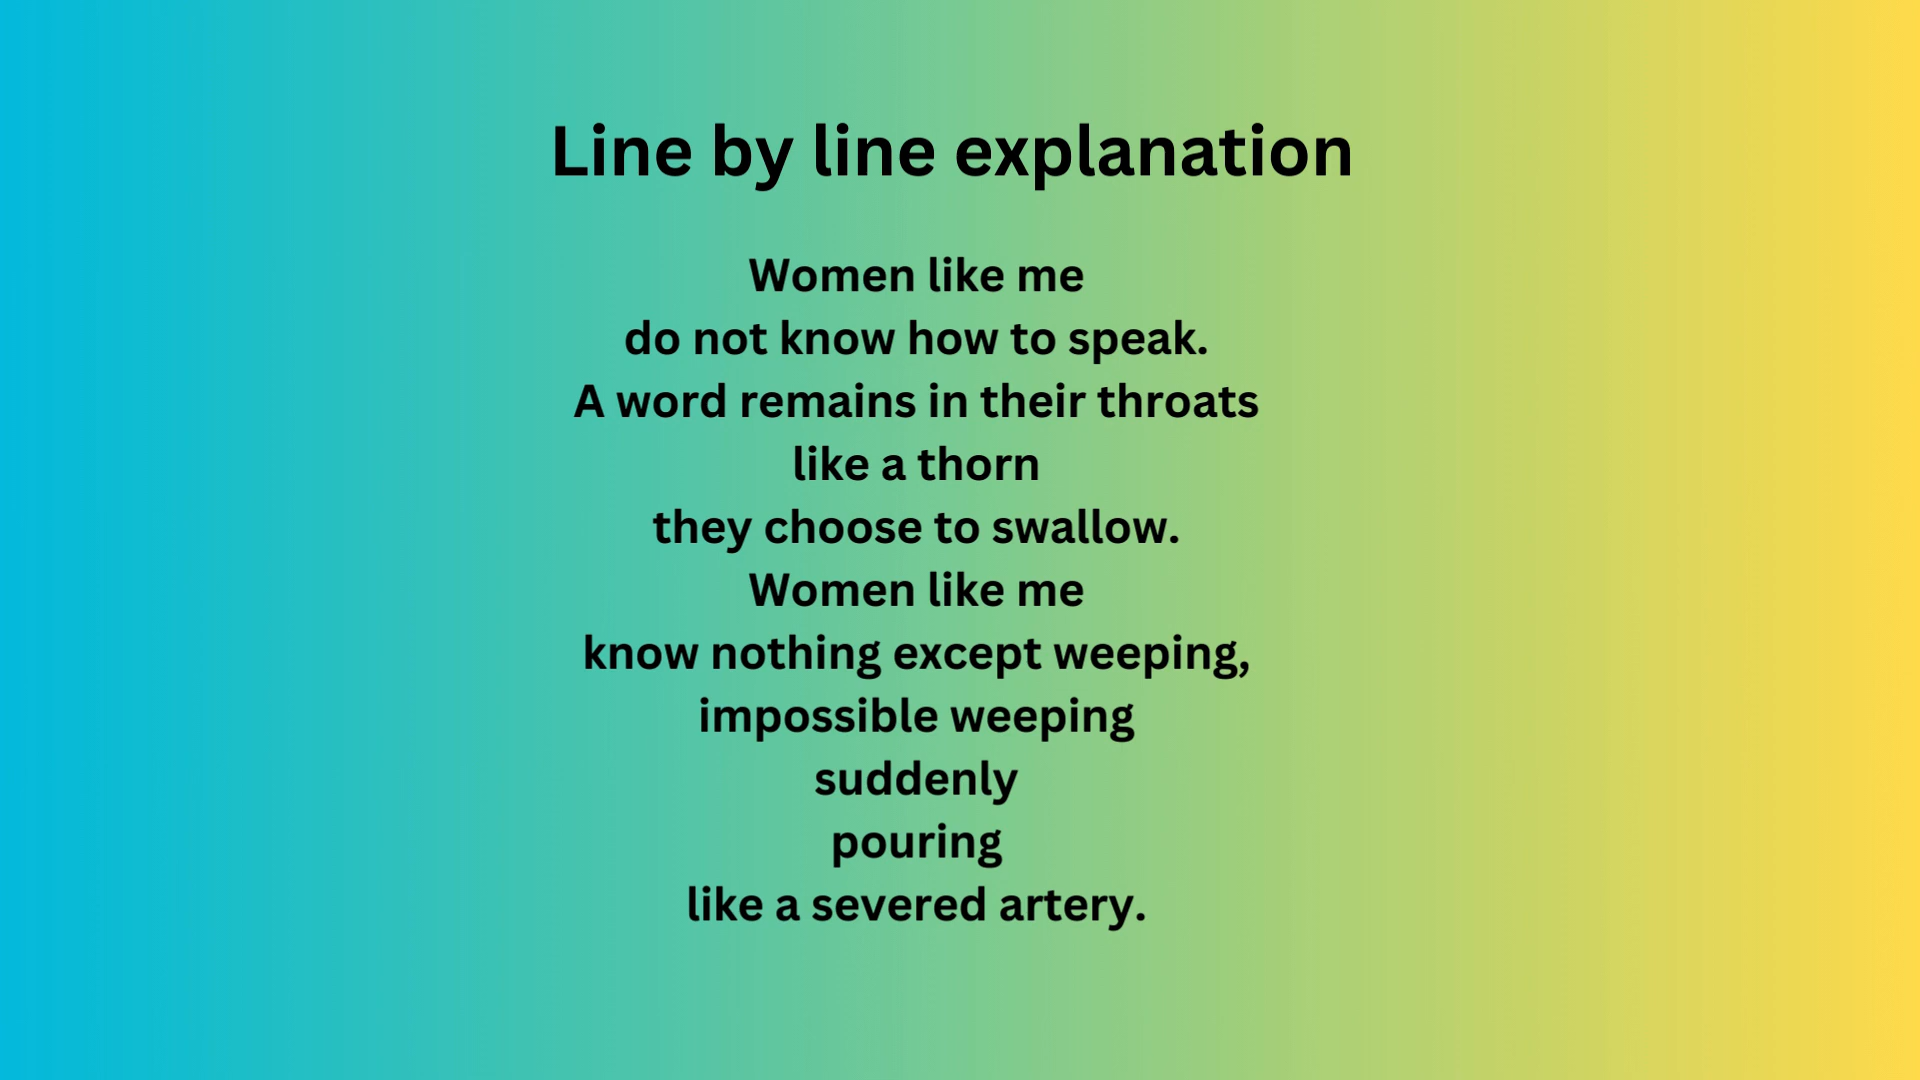 Line by line explanation
Women like me
do not know how to speak.
A word remains in their throats
like a thorn
they choose to swallow.
Women like me
know nothing except weeping,
impossible weeping
suddenly
pouring
like a severed artery.